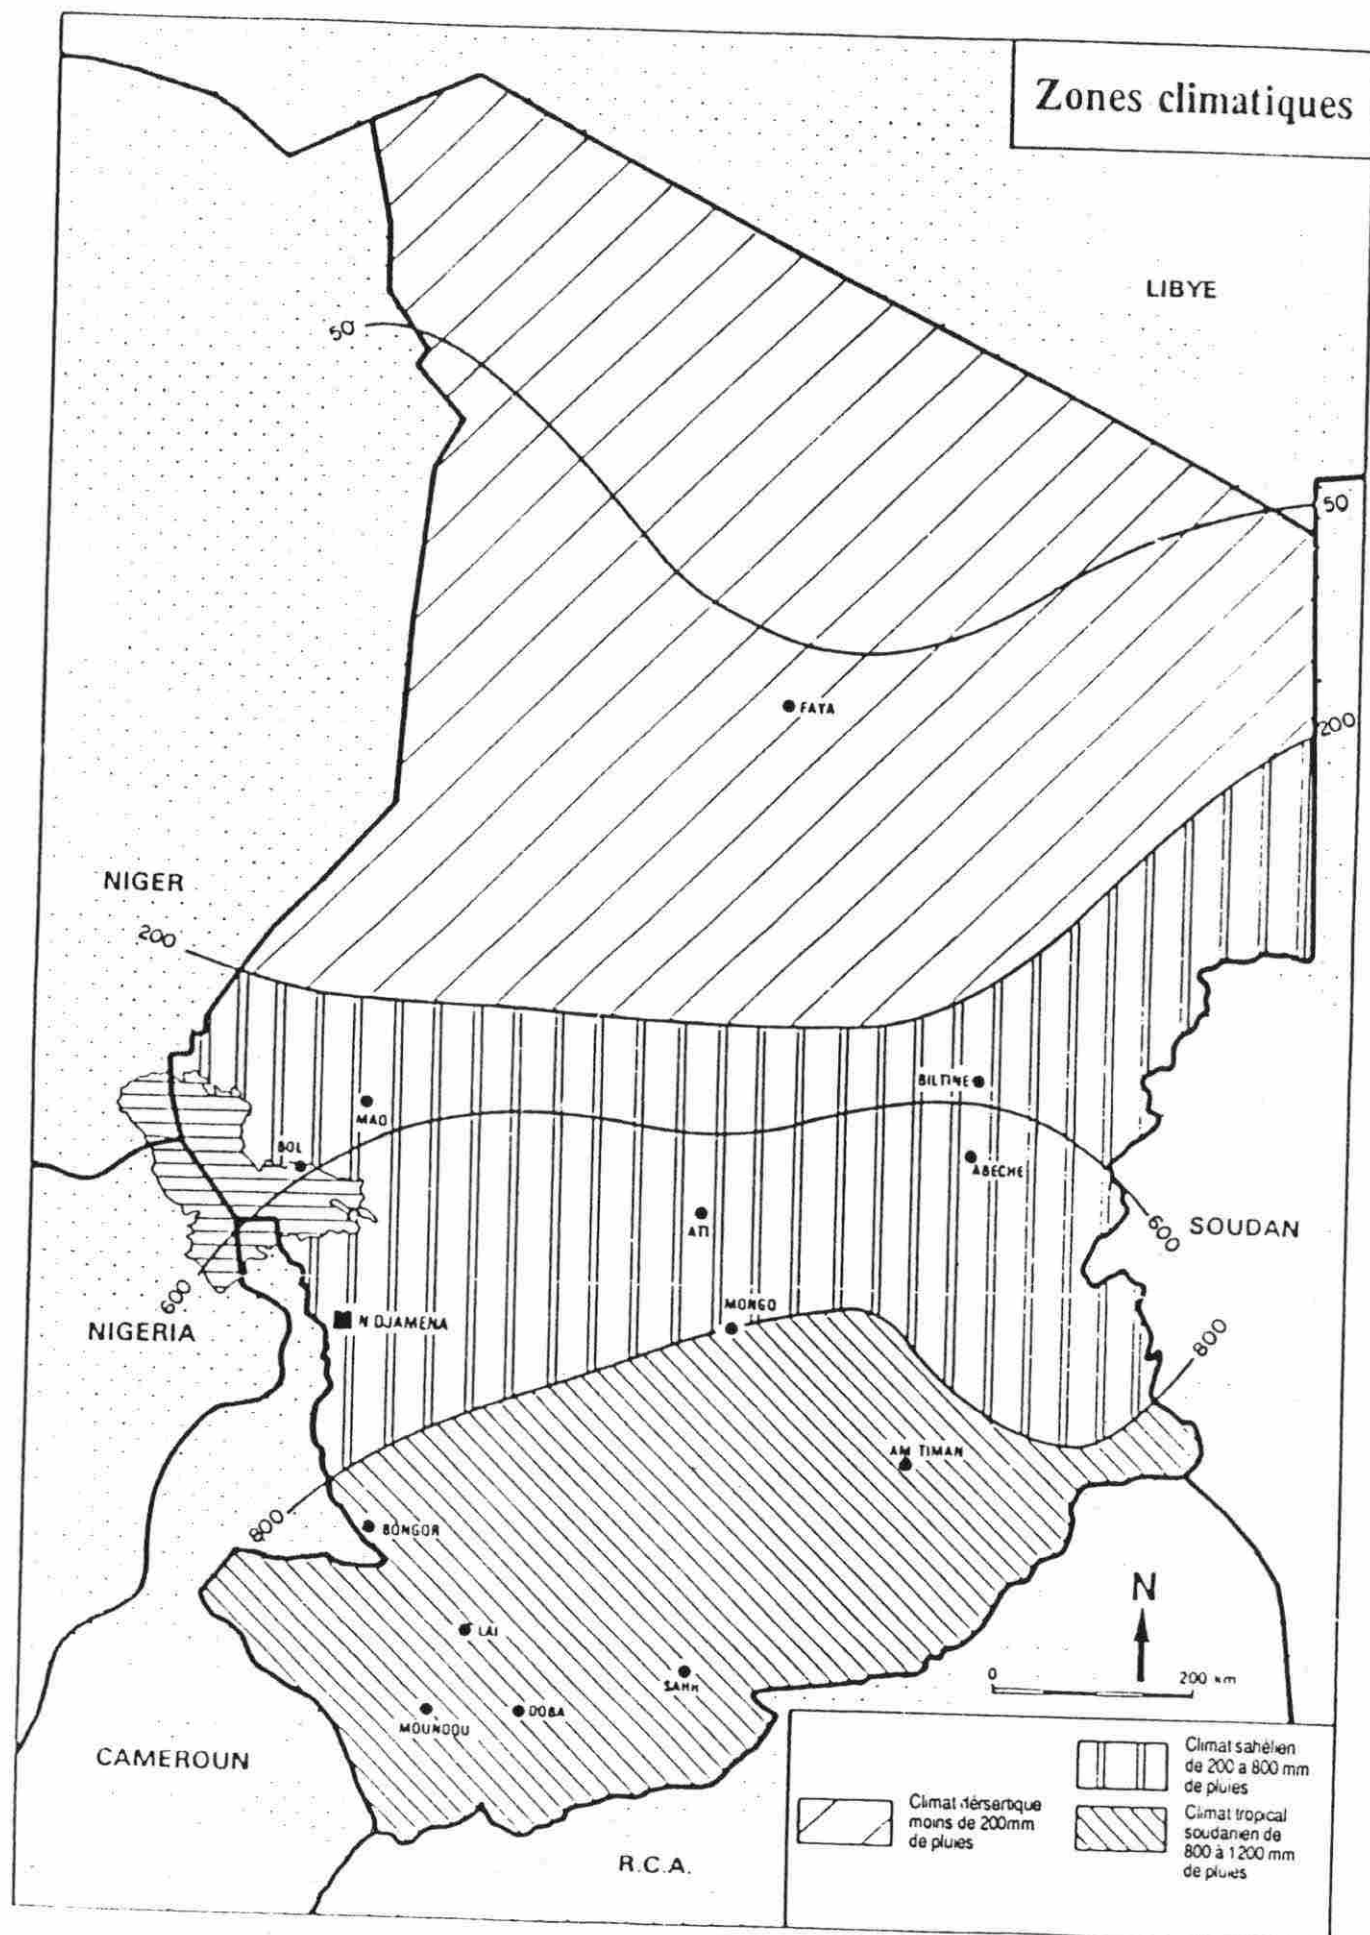 Zones climatiques
LIBYE
50
50
FAYA
200
NIGER
200
BILTINE
MAO
BOL
ABECHE
ATI
600
SOUDAN
600
MONGO
NIGERIA
N DJAMENA
800
AM TIMAN
800
BONGOR
N
LAI
0 200 km
SAHH
MOUNDOU
DOBA
CAMEROUN
R.C.A.
Climat désertique
moins de 200mm
de pluies
Climat sahélien
de 200 a 800 mm
de pluies
Climat tropical
soudanien de
800 à 1200 mm
de pluies